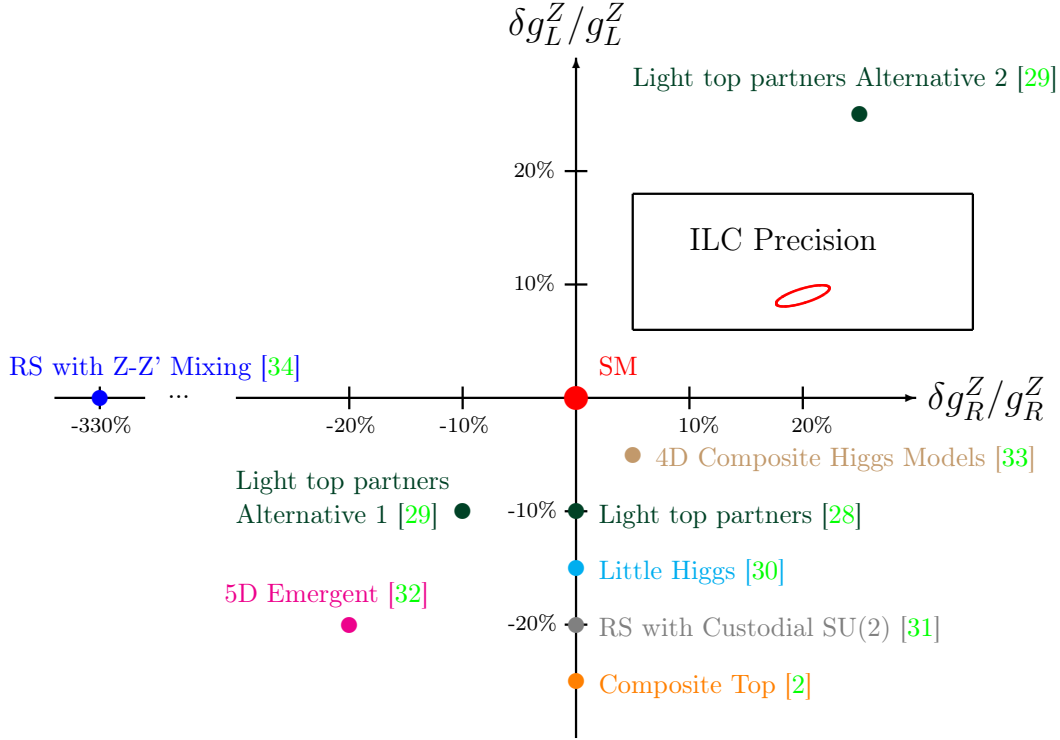 δg_L^Z/g_L^Z
Light top partners Alternative 2 [29]
20%
ILC Precision
10%
RS with Z-Z' Mixing [34]
SM
...
δg_R^Z/g_R^Z
-330%
-20%
-10%
10%
20%
4D Composite Higgs Models [33]
Light top partners
Alternative 1 [29]
-10%
Light top partners [28]
Little Higgs [30]
5D Emergent [32]
-20%
RS with Custodial SU(2) [31]
Composite Top [2]